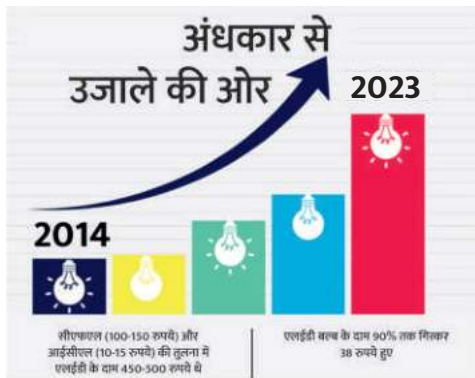 अंधकार से
उजाले की ओर
2023
2014
सीएफएल (100-150 रुपये) और
आईसीएल (10-15 रुपये) की तुलना में
एलईडी के दाम 450-500 रुपये थे
एलईडी बल्ब के दाम 90% तक गिरकर
38 रुपये हुए